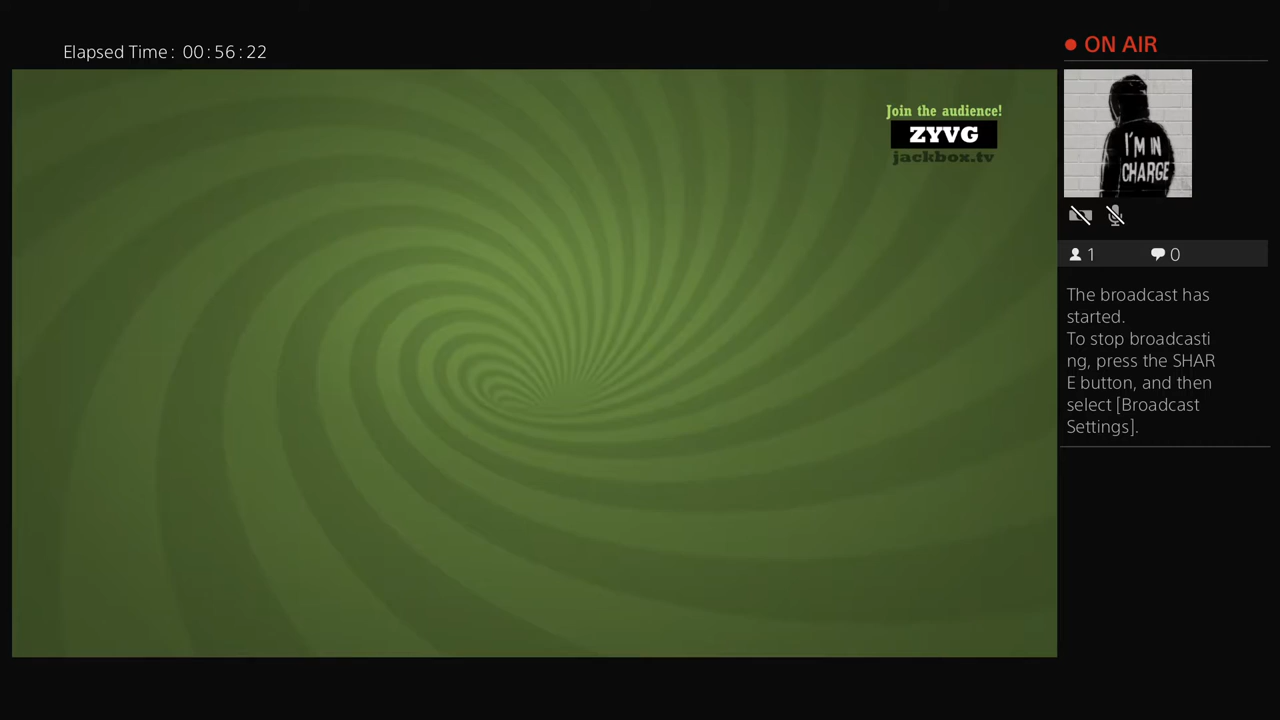 Elapsed Time: 00:56:22
ON AIR
Join the audience!
ZYVG
jackbox.tv
I'M IN
CHARGE
1
0
The broadcast has
started.
To stop broadcasti
ng, press the SHAR
E button, and then
select [Broadcast
Settings].